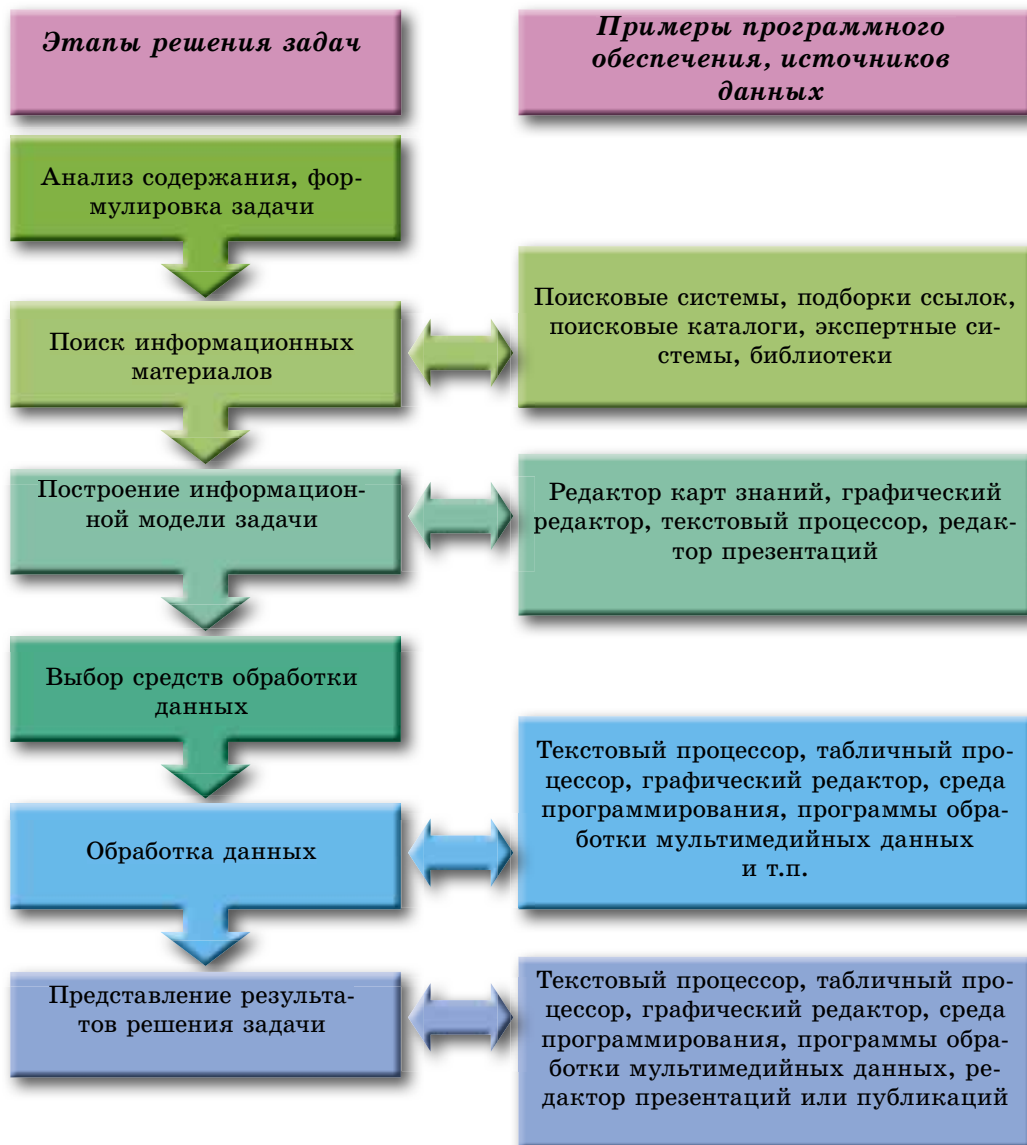 Этапы решения задач
Примеры программного
обеспечения, источников
данных
Анализ содержания, фор-
мулировка задачи
Поиск информационных
материалов
Поисковые системы, подборки ссылок,
поисковые каталоги, экспертные си-
стемы, библиотеки
Построение информацион-
ной модели задачи
Редактор карт знаний, графический
редактор, текстовый процессор, редак-
тор презентаций
Выбор средств обработки
данных
Обработка данных
Текстовый процессор, табличный про-
цессор, графический редактор, среда
программирования, программы обра-
ботки мультимедийных данных
и т.п.
Представление результа-
тов решения задачи
Текстовый процессор, табличный про-
цессор, графический редактор, среда
программирования, программы обра-
ботки мультимедийных данных, ре-
дактор презентаций или публикаций